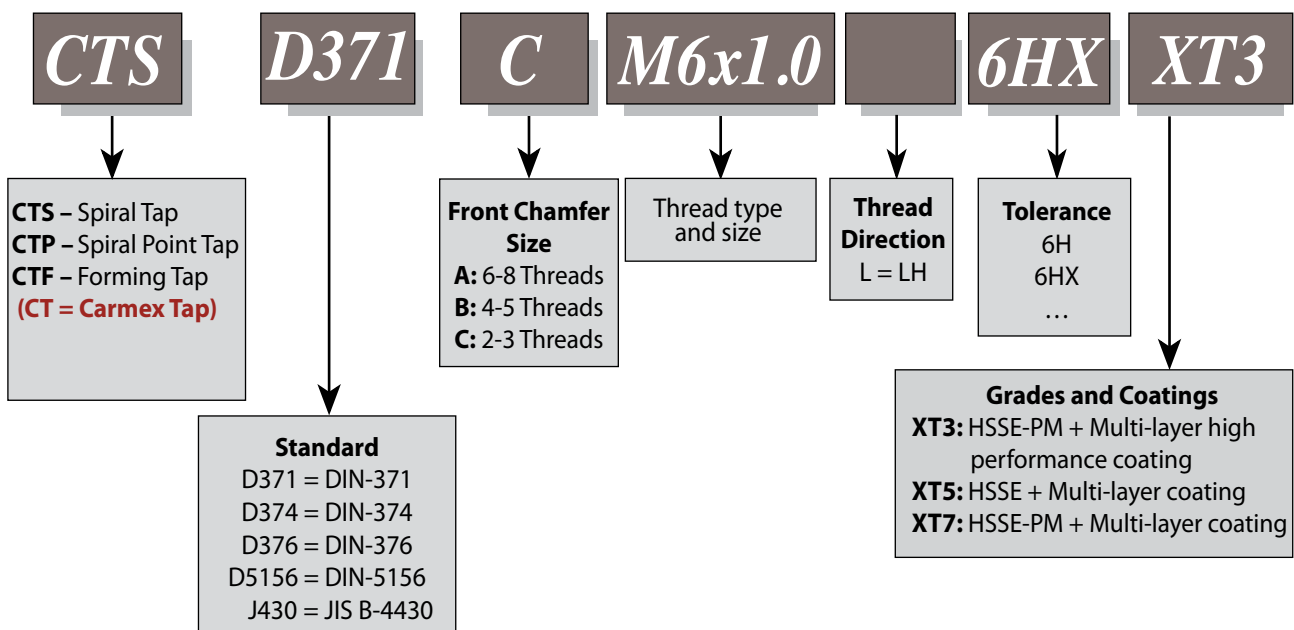 CTS D371 C M6x1.0 6HX XT3
CTS – Spiral Tap
CTP – Spiral Point Tap
CTF – Forming Tap
(CT = Carmex Tap)
Front Chamfer
Size
A: 6-8 Threads
B: 4-5 Threads
C: 2-3 Threads
Thread type
and size
Thread
Direction
L = LH
Tolerance
6H
6HX
…
Standard
D371 = DIN-371
D374 = DIN-374
D376 = DIN-376
D5156 = DIN-5156
J430 = JIS B-4430
Grades and Coatings
XT3: HSSE-PM + Multi-layer high
performance coating
XT5: HSSE + Multi-layer coating
XT7: HSSE-PM + Multi-layer coating